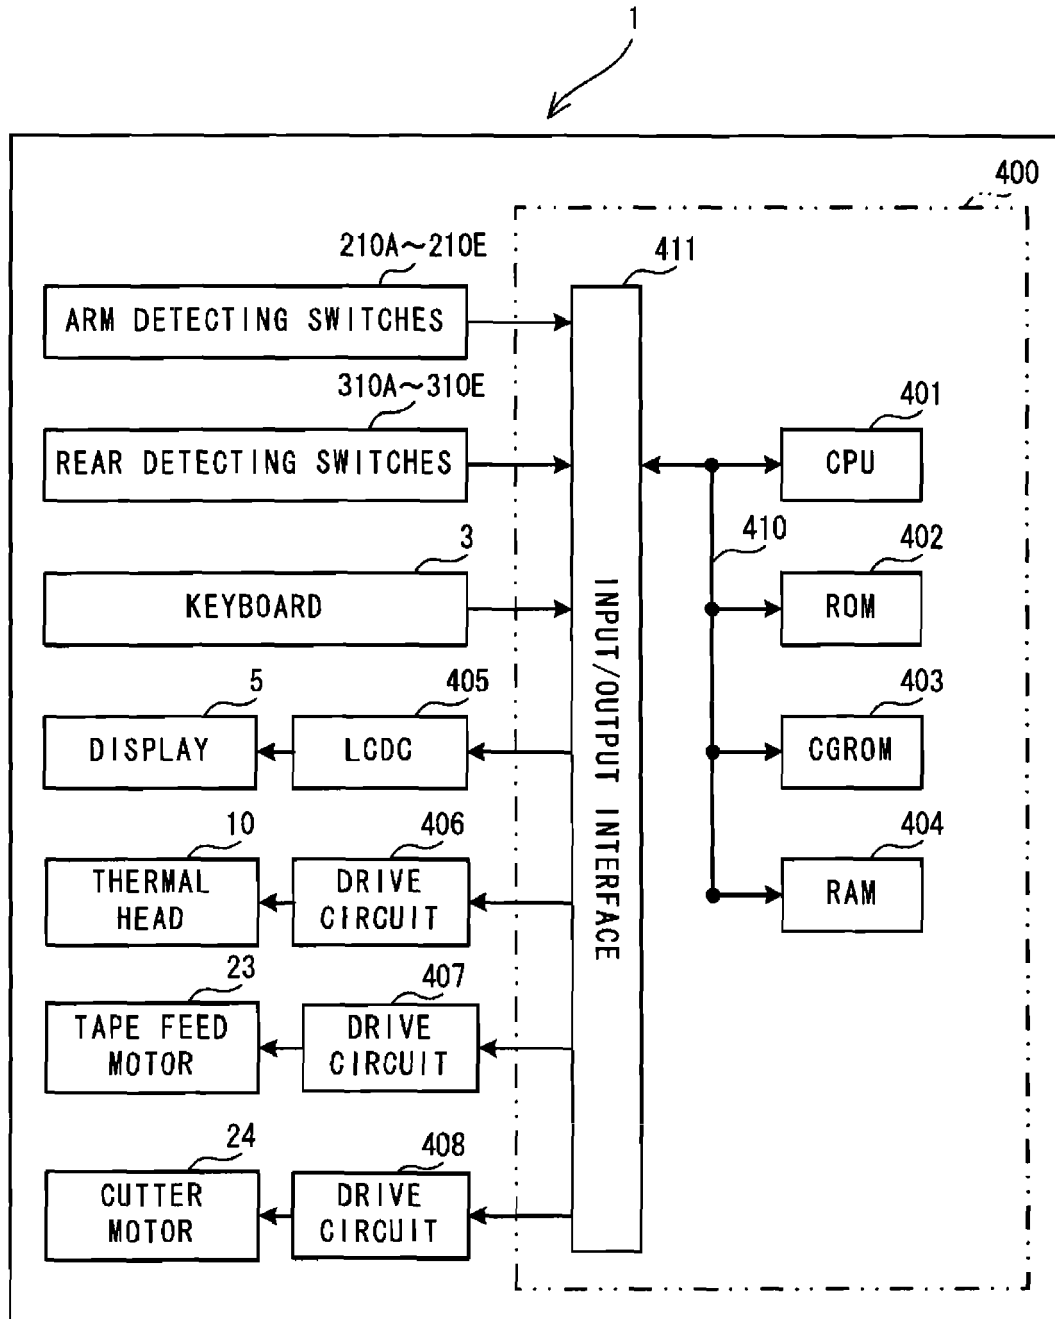 1
400
210A～210E
411
ARM DETECTING SWITCHES
310A～310E
401
REAR DETECTING SWITCHES
CPU
410
3
402
KEYBOARD
ROM
INPUT/OUTPUT INTERFACE
5
405
403
DISPLAY
LCDC
CGROM
10
406
404
THERMAL
HEAD
DRIVE
CIRCUIT
RAM
23
407
TAPE FEED
MOTOR
DRIVE
CIRCUIT
24
408
CUTTER
MOTOR
DRIVE
CIRCUIT